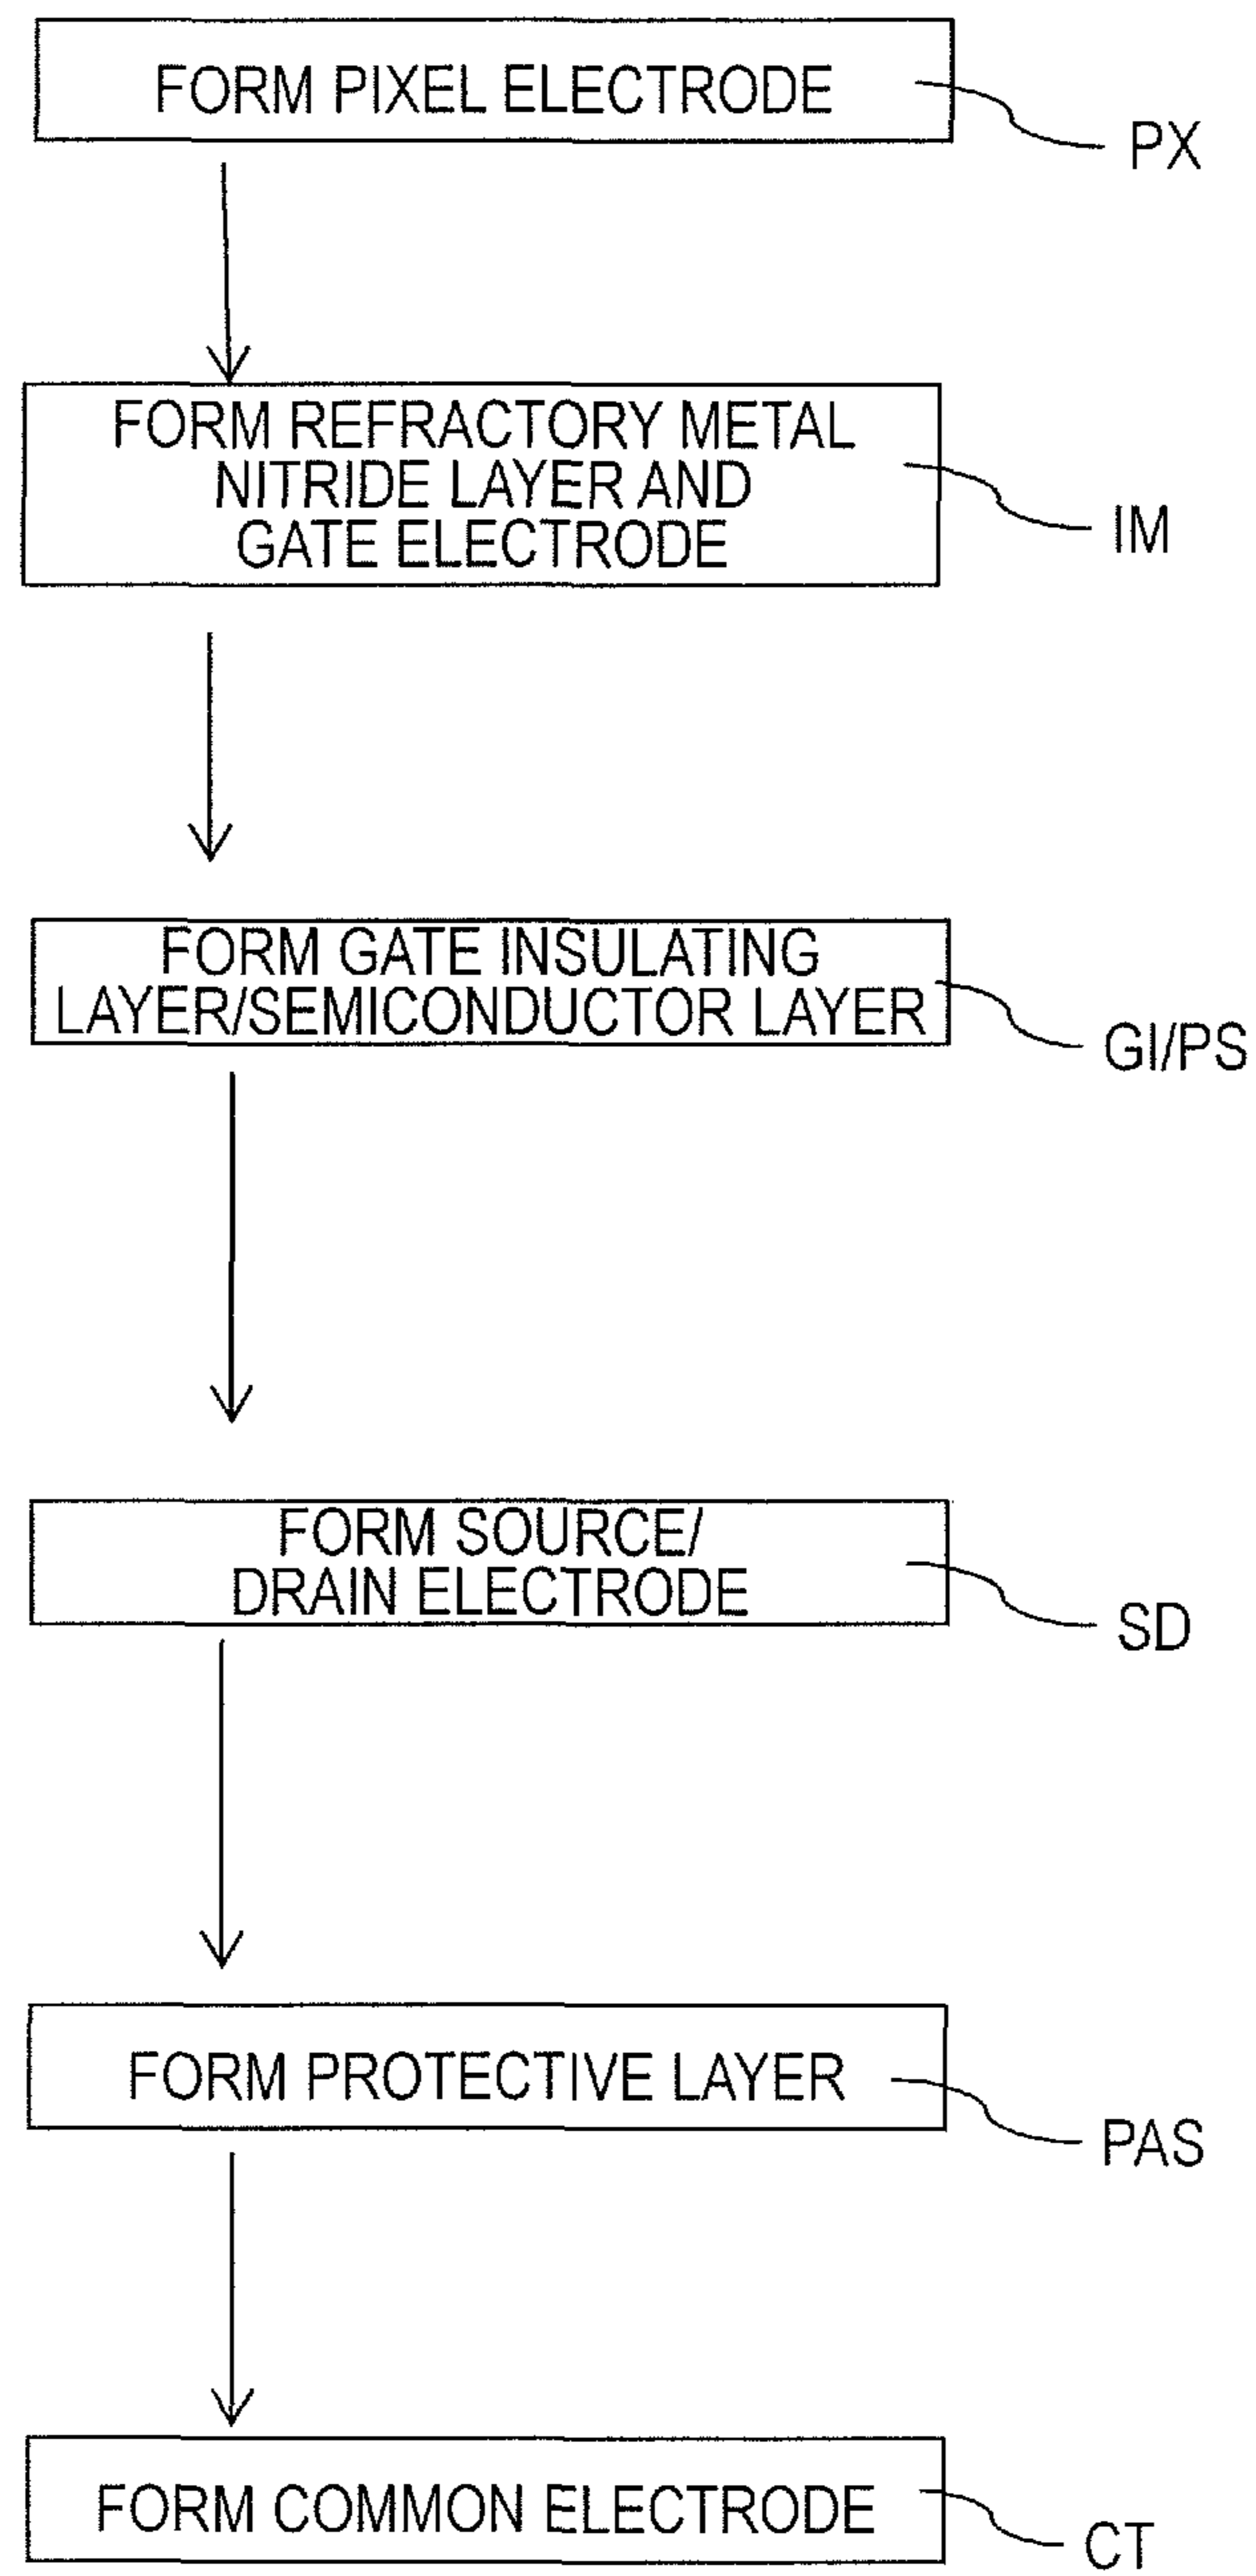 FORM PIXEL ELECTRODE
PX
FORM REFRACTORY METAL
NITRIDE LAYER AND
GATE ELECTRODE
IM
FORM GATE INSULATING
LAYER/SEMICONDUCTOR LAYER
GI/PS
FORM SOURCE/
DRAIN ELECTRODE
SD
FORM PROTECTIVE LAYER
PAS
FORM COMMON ELECTRODE
CT